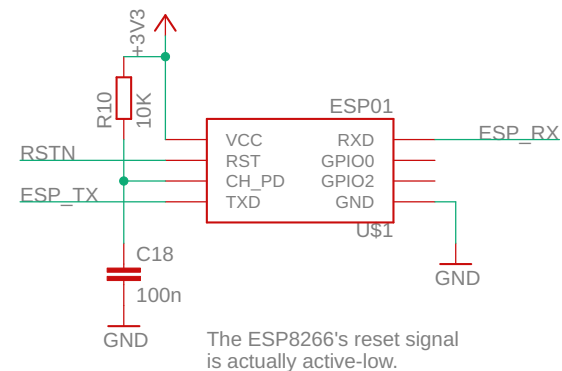 +3V3
R10
10K
ESP01
VCC
RXD
ESP_RX
RSTN
RST
GPIO0
CH_PD
GPIO2
ESP_TX
TXD
GND
U$1
C18
100n
GND
GND
The ESP8266's reset signal
is actually active-low.